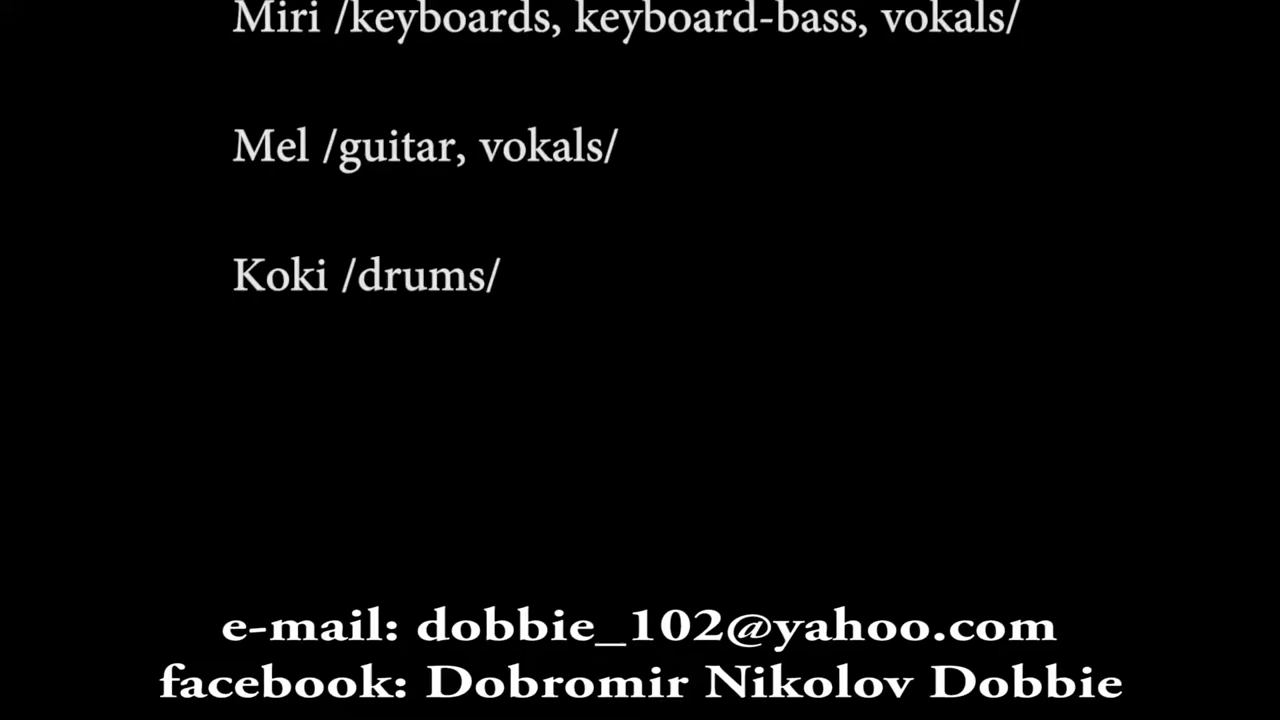 Miri /keyboards, keyboard-bass, vokals/
Mel /guitar, vokals/
Koki /drums/
e-mail: dobbie_102@yahoo.com
facebook: Dobromir Nikolov Dobbie